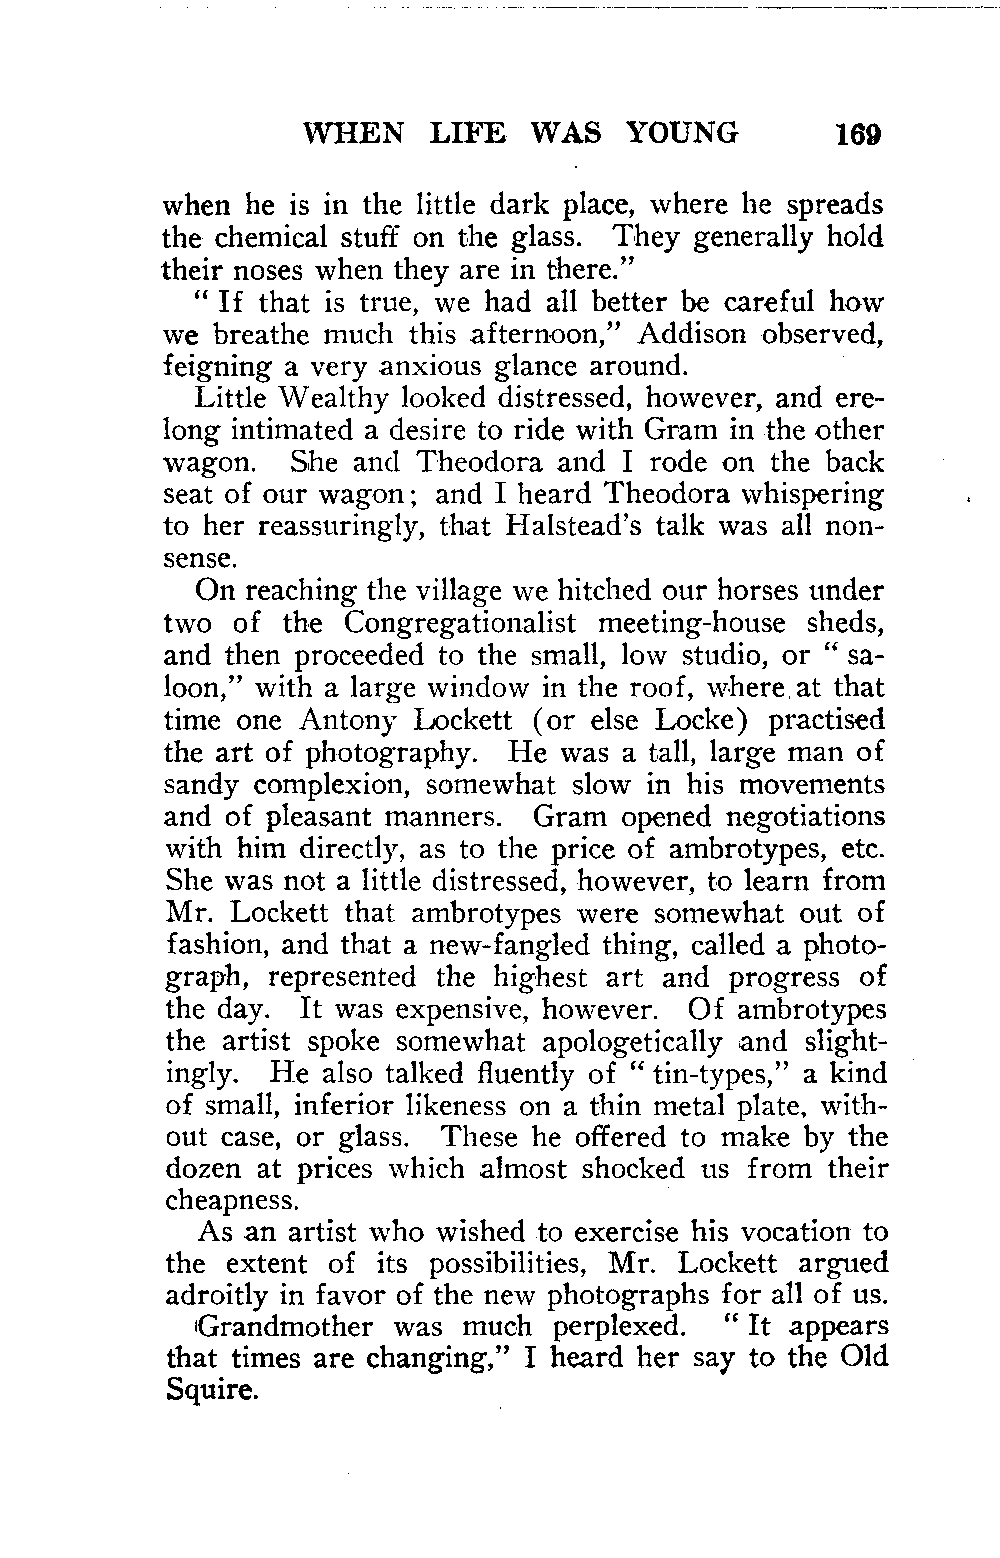 WHEN LIFE WAS YOUNG 169
when he is in the little dark place, where he spreads
the chemical stuff on the glass. They generally hold
their noses when they are in there.”
“ If that is true, we had all better be careful how
we breathe much this afternoon,” Addison observed,
feigning a very anxious glance around.
Little Wealthy looked distressed, however, and ere-
long intimated a desire to ride with Gram in the other
wagon. She and Theodora and I rode on the back
seat of our wagon; and I heard Theodora whispering
to her reassuringly, that Halstead’s talk was all non-
sense.
On reaching the village we hitched our horses under
two of the Congregationalist meeting-house sheds,
and then proceeded to the small, low studio, or “ sa-
loon,” with a large window in the roof, where at that
time one Antony Lockett (or else Locke) practised
the art of photography. He was a tall, large man of
sandy complexion, somewhat slow in his movements
and of pleasant manners. Gram opened negotiations
with him directly, as to the price of ambrotypes, etc.
She was not a little distressed, however, to learn from
Mr. Lockett that ambrotypes were somewhat out of
fashion, and that a new-fangled thing, called a photo-
graph, represented the highest art and progress of
the day. It was expensive, however. Of ambrotypes
the artist spoke somewhat apologetically and slight-
ingly. He also talked fluently of “ tin-types,” a kind
of small, inferior likeness on a thin metal plate, with-
out case, or glass. These he offered to make by the
dozen at prices which almost shocked us from their
cheapness.
As an artist who wished to exercise his vocation to
the extent of its possibilities, Mr. Lockett argued
adroitly in favor of the new photographs for all of us.
Grandmother was much perplexed. “ It appears
that times are changing,” I heard her say to the Old
Squire.